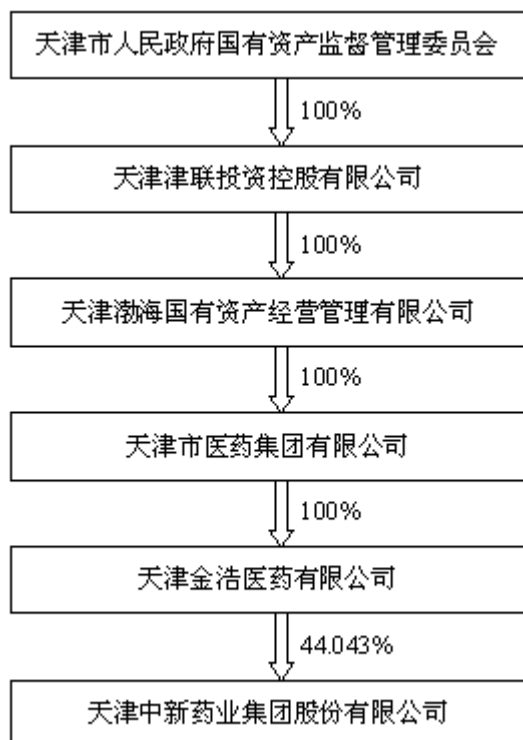 天津市人民政府国有资产监督管理委员会
100%
天津津联投资控股有限公司
100%
天津渤海国有资产经营管理有限公司
100%
天津市医药集团有限公司
100%
天津金浩医药有限公司
44.043%
天津中新药业集团股份有限公司